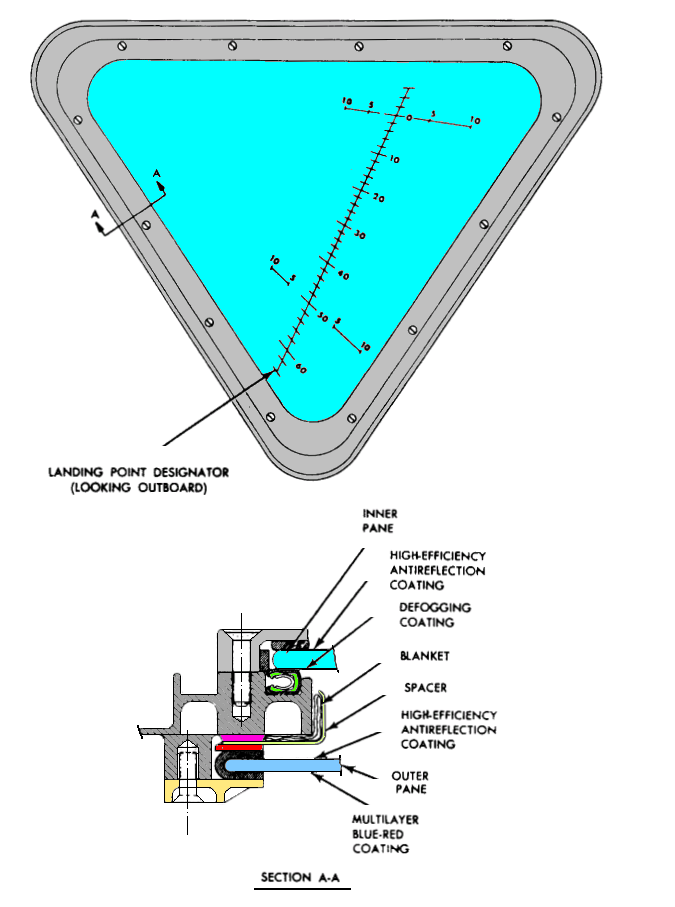 10 5 0 5 10
10
20
30
40
10 5
50
5 10
60
A
A
LANDING POINT DESIGNATOR
(LOOKING OUTBOARD)
INNER
PANE
HIGH-EFFICIENCY
ANTIREFLECTION
COATING
DEFOGGING
COATING
BLANKET
SPACER
HIGH-EFFICIENCY
ANTIREFLECTION
COATING
OUTER
PANE
MULTILAYER
BLUE-RED
COATING
SECTION A-A